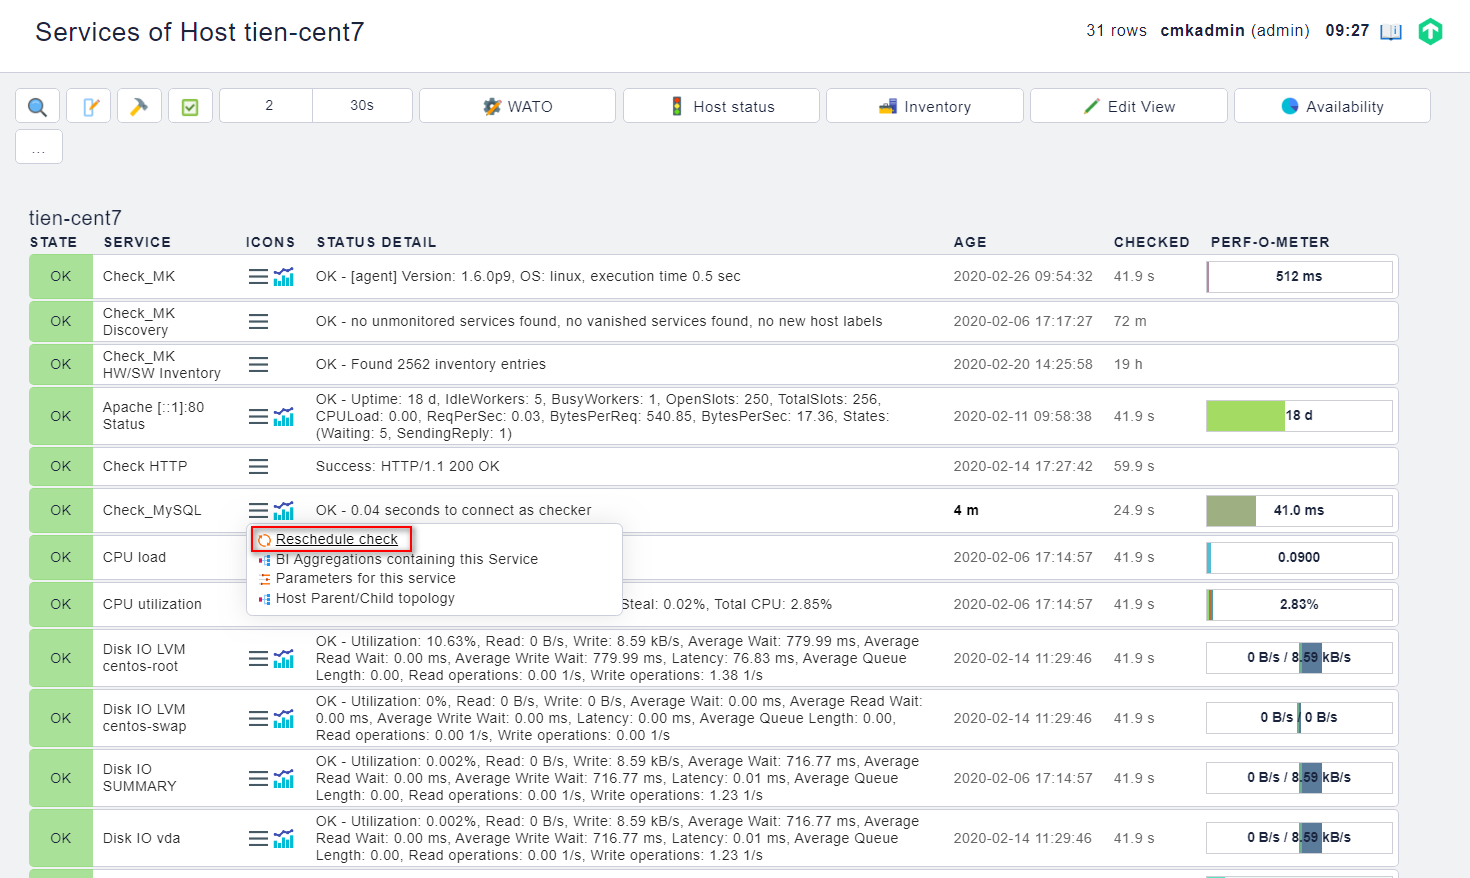 Services of Host tien-cent7
31 rows cmkadmin (admin) 09:27
2 30s WATO Host status Inventory Edit View Availability
...
tien-cent7
STATE SERVICE ICONS STATUS DETAIL AGE CHECKED PERF-O-METER
OK Check_MK OK - [agent] Version: 1.6.0p9, OS: linux, execution time 0.5 sec 2020-02-26 09:54:32 41.9 s 512 ms
OK Check_MK
Discovery OK - no unmonitored services found, no vanished services found, no new host labels 2020-02-06 17:17:27 72 m
OK Check_MK
HW/SW Inventory OK - Found 2562 inventory entries 2020-02-20 14:25:58 19 h
OK Apache [::1]:80
Status
OK - Uptime: 18 d, IdleWorkers: 5, BusyWorkers: 1, OpenSlots: 250, TotalSlots: 256,
CPULoad: 0.00, ReqPerSec: 0.03, BytesPerReq: 540.85, BytesPerSec: 17.36, States:
(Waiting: 5, SendingReply: 1)
2020-02-11 09:58:38 41.9 s 18 d
OK Check HTTP Success: HTTP/1.1 200 OK 2020-02-14 17:27:42 59.9 s
OK Check_MySQL OK - 0.04 seconds to connect as checker 4 m 24.9 s 41.0 ms
Reschedule check
BI Aggregations containing this Service
Parameters for this service
Host Parent/Child topology
OK CPU load 2020-02-06 17:14:57 41.9 s 0.0900
OK CPU utilization Steal: 0.02%, Total CPU: 2.85% 2020-02-06 17:14:57 41.9 s 2.83%
OK Disk IO LVM
centos-root
OK - Utilization: 10.63%, Read: 0 B/s, Write: 8.59 kB/s, Average Wait: 779.99 ms, Average
Read Wait: 0.00 ms, Average Write Wait: 779.99 ms, Latency: 76.83 ms, Average Queue
Length: 0.00, Read operations: 0.00 1/s, Write operations: 1.38 1/s
2020-02-14 11:29:46 41.9 s 0 B/s / 8.59 kB/s
OK Disk IO LVM
centos-swap
OK - Utilization: 0%, Read: 0 B/s, Write: 0 B/s, Average Wait: 0.00 ms, Average Read Wait:
0.00 ms, Average Write Wait: 0.00 ms, Latency: 0.00 ms, Average Queue Length: 0.00,
Read operations: 0.00 1/s, Write operations: 0.00 1/s
2020-02-14 11:29:46 41.9 s 0 B/s / 0 B/s
OK Disk IO
SUMMARY
OK - Utilization: 0.002%, Read: 0 B/s, Write: 8.59 kB/s, Average Wait: 716.77 ms, Average
Read Wait: 0.00 ms, Average Write Wait: 716.77 ms, Latency: 0.01 ms, Average Queue
Length: 0.00, Read operations: 0.00 1/s, Write operations: 1.23 1/s
2020-02-06 17:14:57 41.9 s 0 B/s / 8.59 kB/s
OK Disk IO vda
OK - Utilization: 0.002%, Read: 0 B/s, Write: 8.59 kB/s, Average Wait: 716.77 ms, Average
Read Wait: 0.00 ms, Average Write Wait: 716.77 ms, Latency: 0.01 ms, Average Queue
Length: 0.00, Read operations: 0.00 1/s, Write operations: 1.23 1/s
2020-02-14 11:29:46 41.9 s 0 B/s / 8.59 kB/s